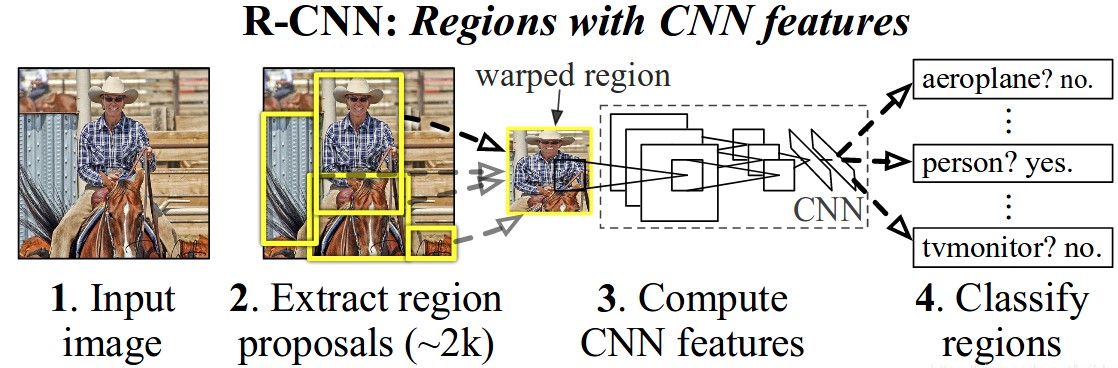 R-CNN: Regions with CNN features
warped region
aeroplane? no.
person? yes.
tvmonitor? no.
CNN
1. Input
image
2. Extract region
proposals (~2k)
3. Compute
CNN features
4. Classify
regions